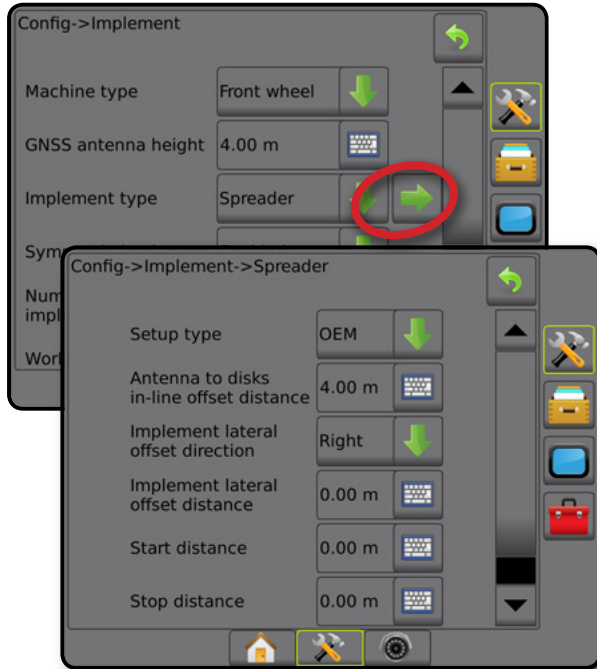 Config->Implement
Machine type
Front wheel
GNSS antenna height
4.00 m
Implement type
Spreader
Num
impl
Config->Implement->Spreader
Setup type
OEM
Antenna to disks
in-line offset distance
4.00 m
Implement lateral
offset direction
Right
Implement lateral
offset distance
0.00 m
Start distance
0.00 m
Stop distance
0.00 m